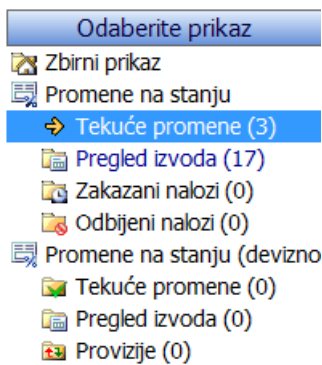 Odaberite prikaz
Zbirni prikaz
Promene na stanju
Tekuće promene (3)
Pregled izvoda (17)
Zakazani nalozi (0)
Odbijeni nalozi (0)
Promene na stanju (devizno
Tekuće promene (0)
Pregled izvoda (0)
Provizije (0)